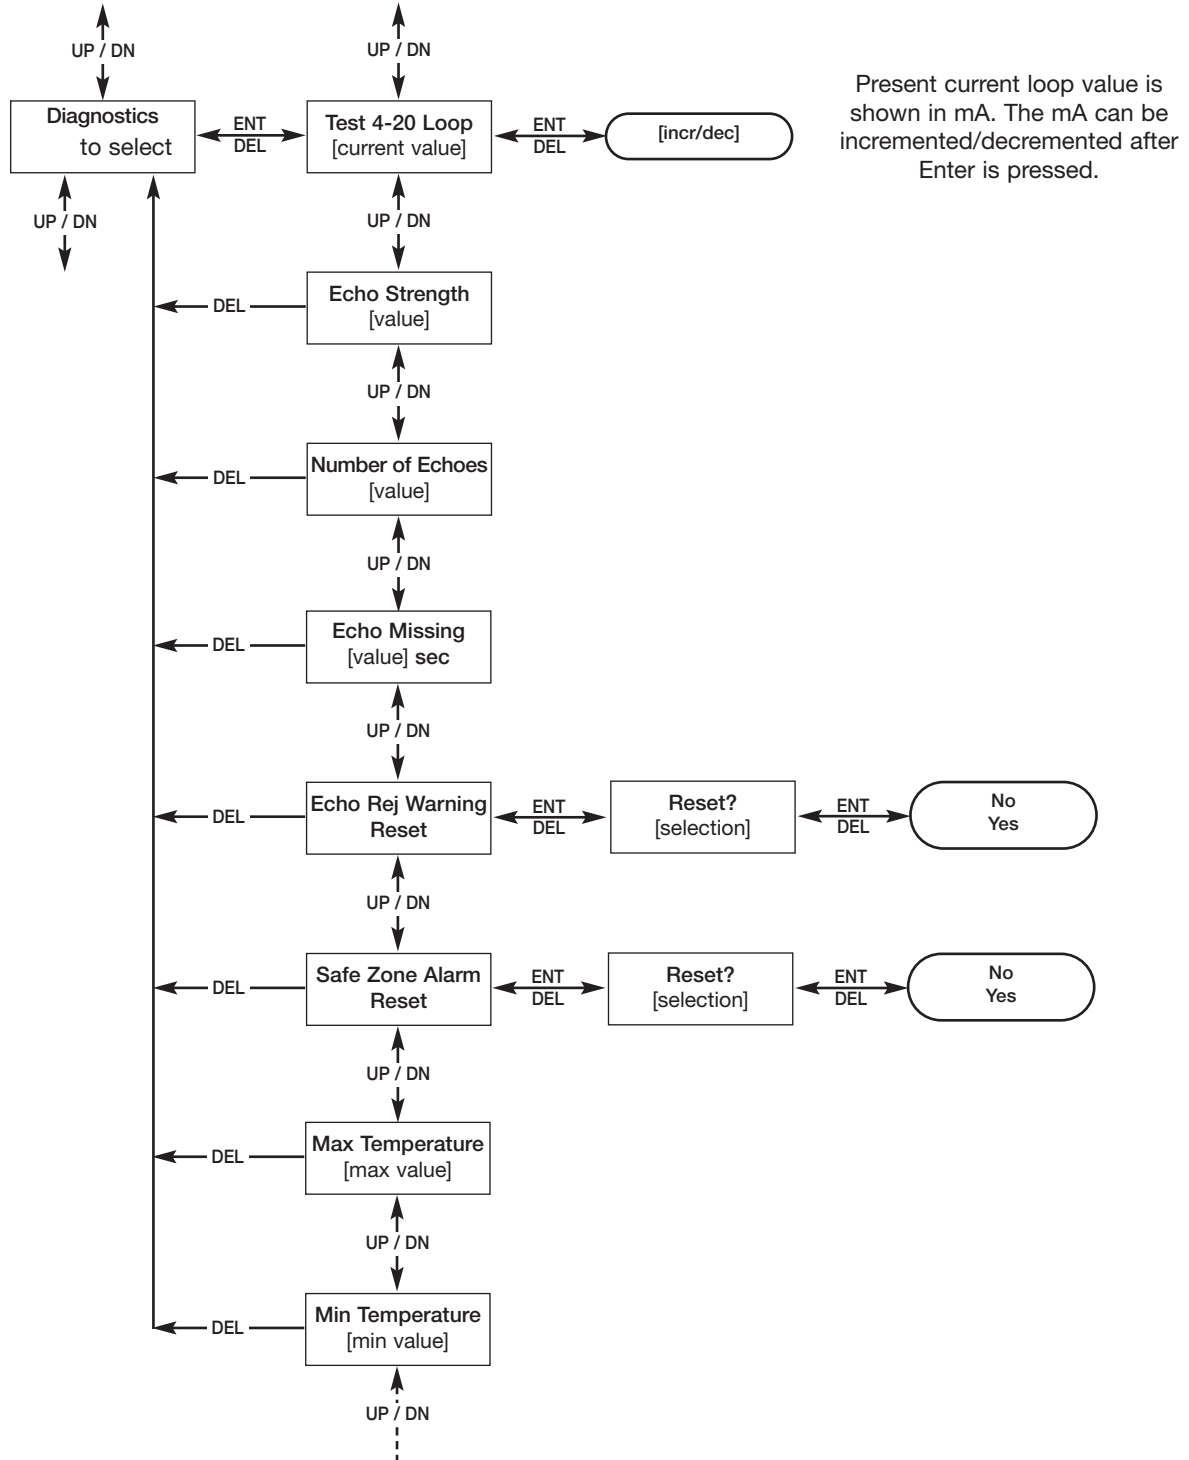 UP / DN
UP / DN
Diagnostics
to select
ENT
DEL
Test 4-20 Loop
[current value]
ENT
DEL
[incr/dec]
Present current loop value is
shown in mA. The mA can be
incremented/decremented after
Enter is pressed.
UP / DN
UP / DN
DEL
Echo Strength
[value]
UP / DN
DEL
Number of Echoes
[value]
UP / DN
DEL
Echo Missing
[value] sec
UP / DN
DEL
Echo Rej Warning
Reset
ENT
DEL
Reset?
[selection]
ENT
DEL
No
Yes
UP / DN
DEL
Safe Zone Alarm
Reset
ENT
DEL
Reset?
[selection]
ENT
DEL
No
Yes
UP / DN
DEL
Max Temperature
[max value]
UP / DN
DEL
Min Temperature
[min value]
UP / DN